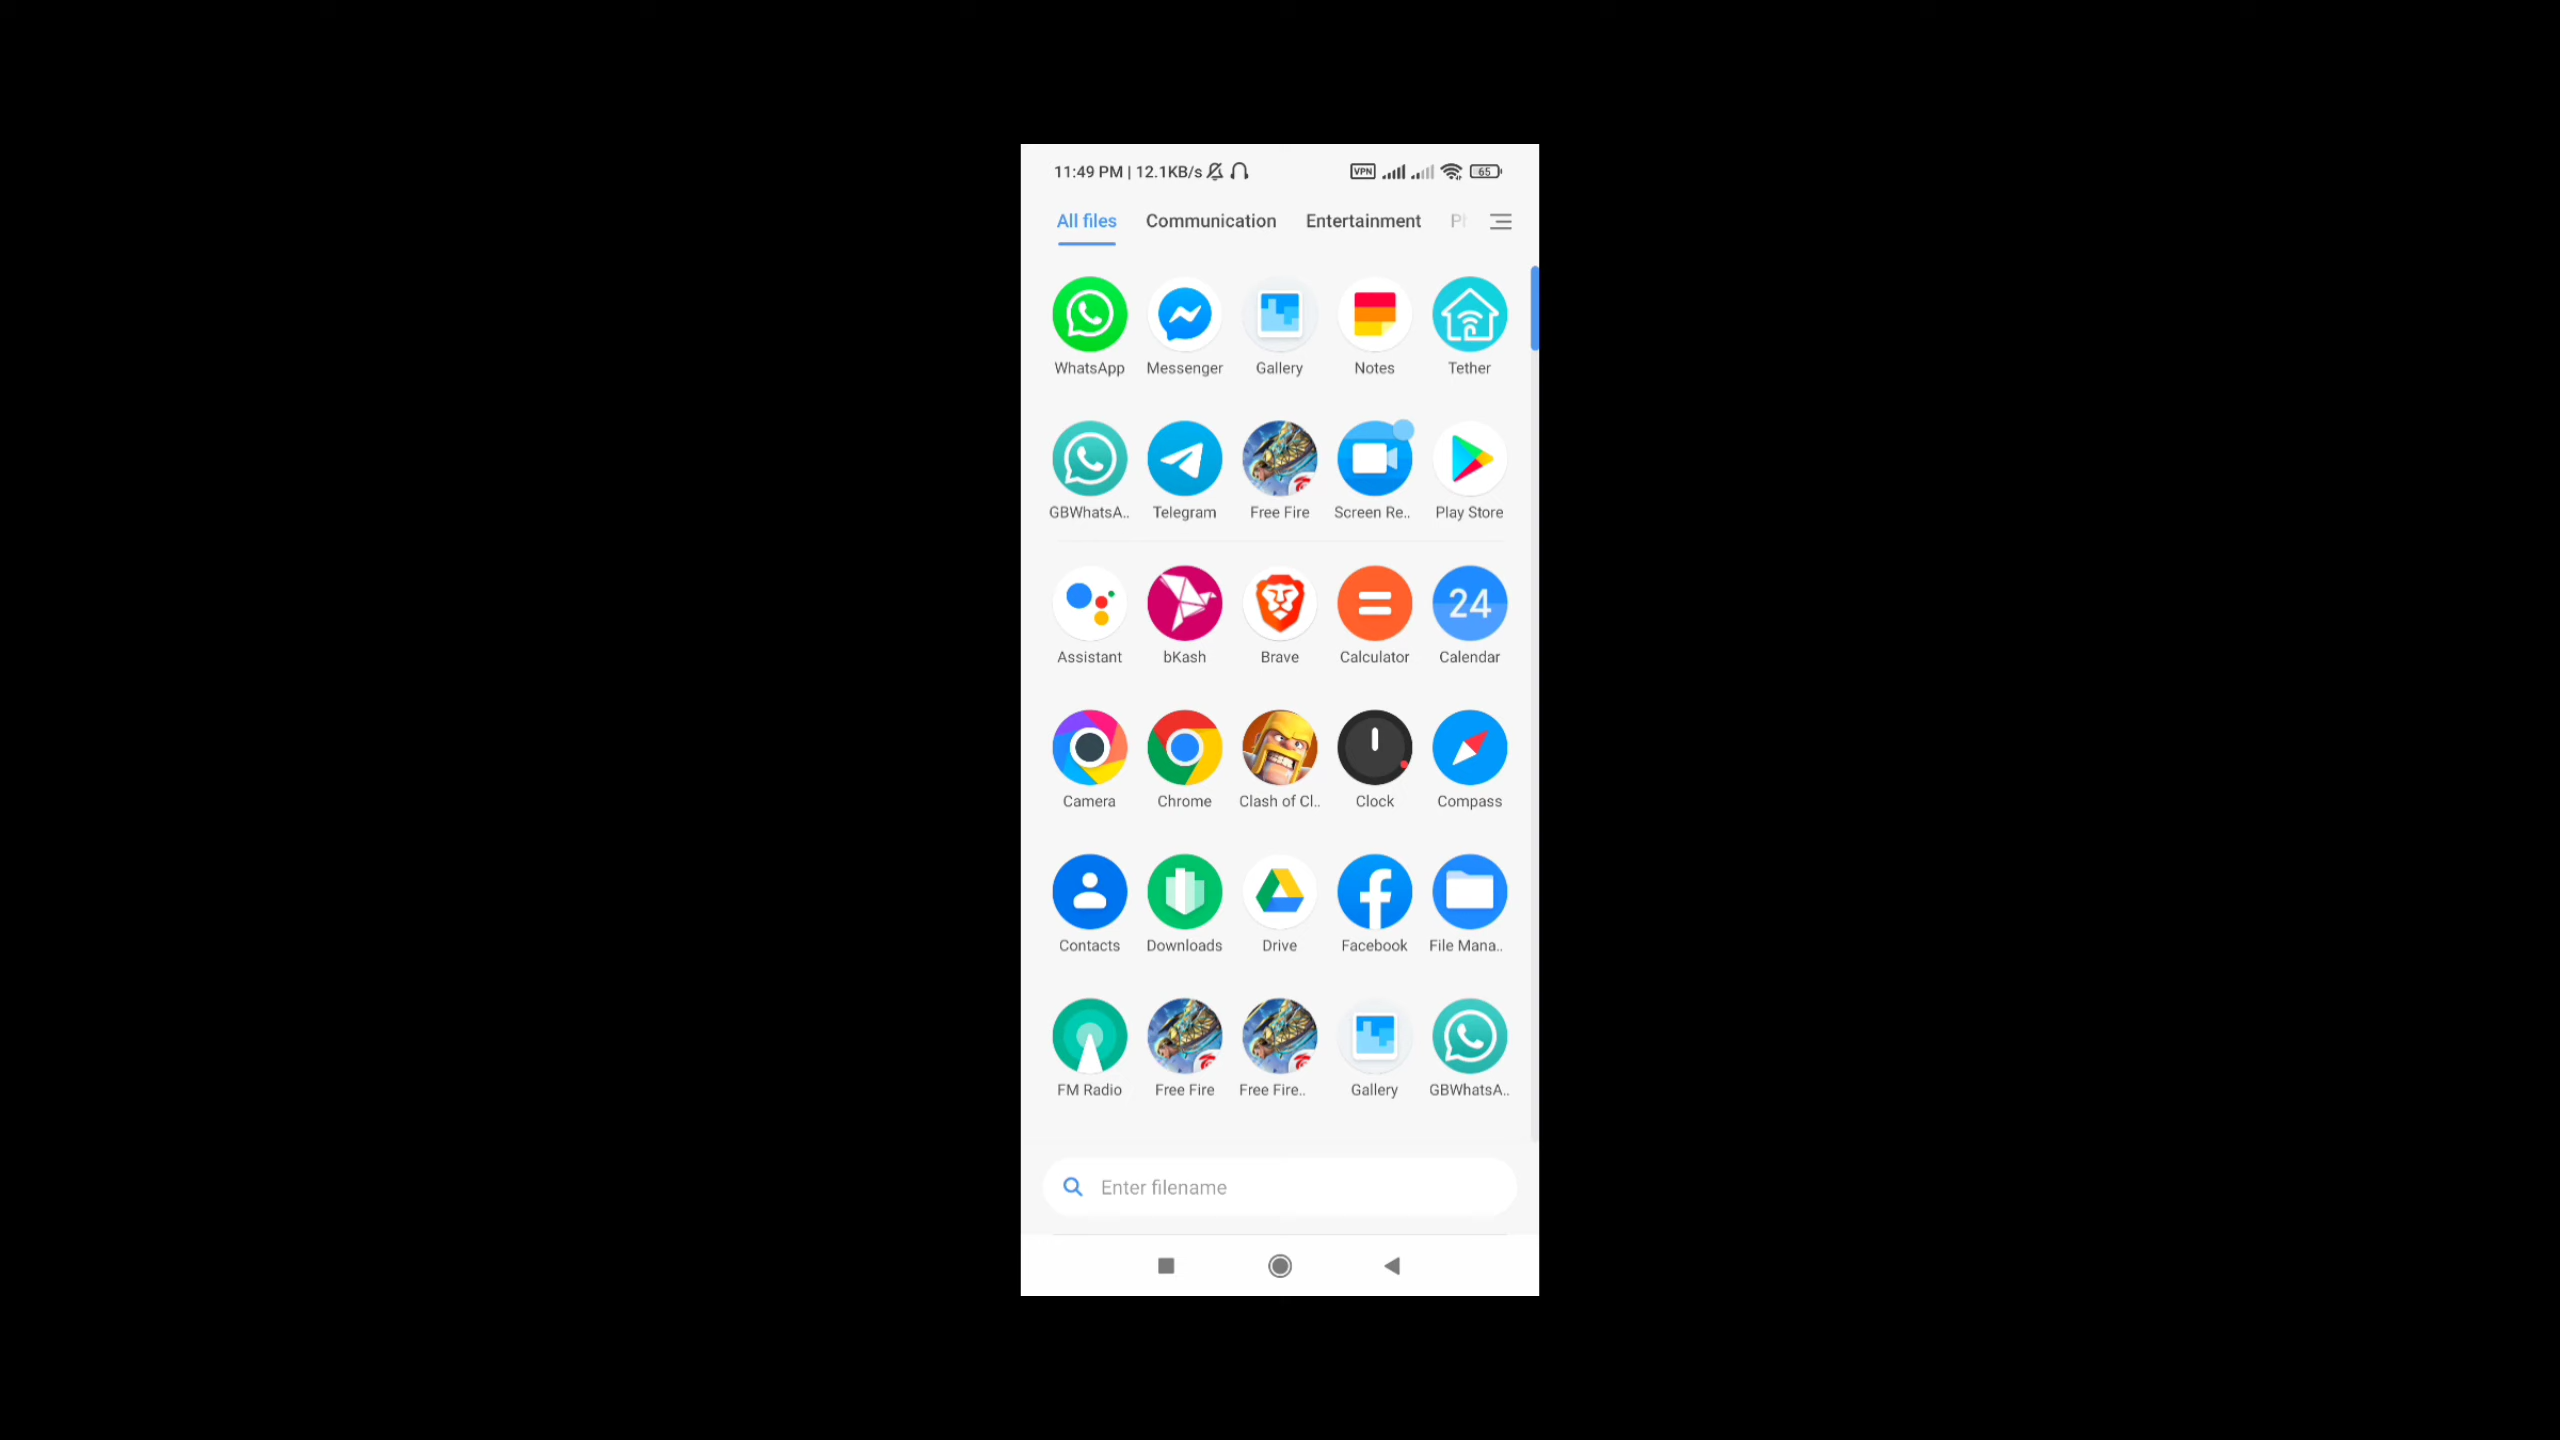 11:49 PM | 12.1KB/s VPN 65
All files Communication Entertainment
WhatsApp Messenger Gallery Notes Tether
GBWhatsA.. Telegram Free Fire Screen Re.. Play Store
24
Assistant bKash Brave Calculator Calendar
Camera Chrome Clash of Cl.. Clock Compass
Contacts Downloads Drive Facebook File Mana..
FM Radio Free Fire Free Fire.. Gallery GBWhatsA..
Enter filename